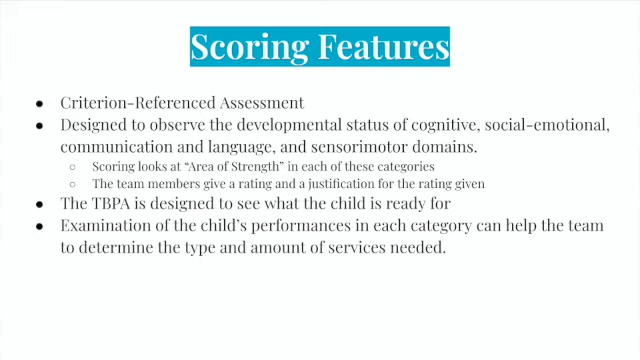 Scoring Features
● Criterion-Referenced Assessment
● Designed to observe the developmental status of cognitive, social-emotional,
communication and language, and sensorimotor domains.
○ Scoring looks at “Area of Strength” in each of these categories
○ The team members give a rating and a justification for the rating given
● The TBPA is designed to see what the child is ready for
● Examination of the child’s performances in each category can help the team
to determine the type and amount of services needed.